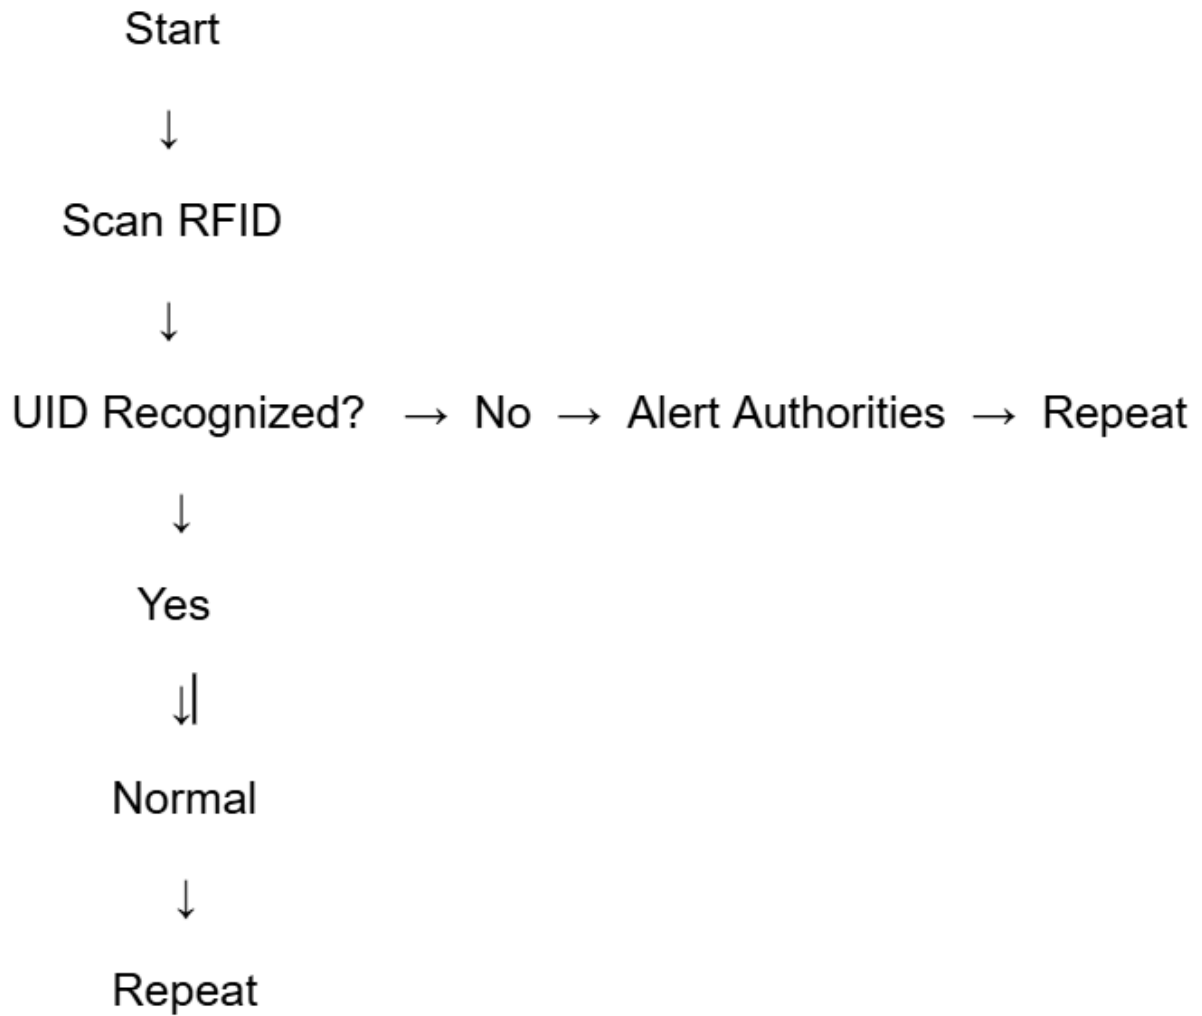 Start
↓
Scan RFID
↓
UID Recognized? → No → Alert Authorities → Repeat
↓
Yes
↓
Normal
↓
Repeat